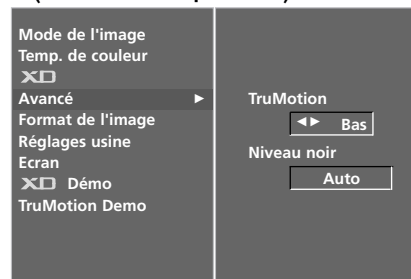 Mode de l'image
Temp. de couleur
XD
Avancé ►
Format de l'image
Réglages usine
Ecran
XD Démo
TruMotion Demo
TruMotion
◄► Bas
Niveau noir
Auto